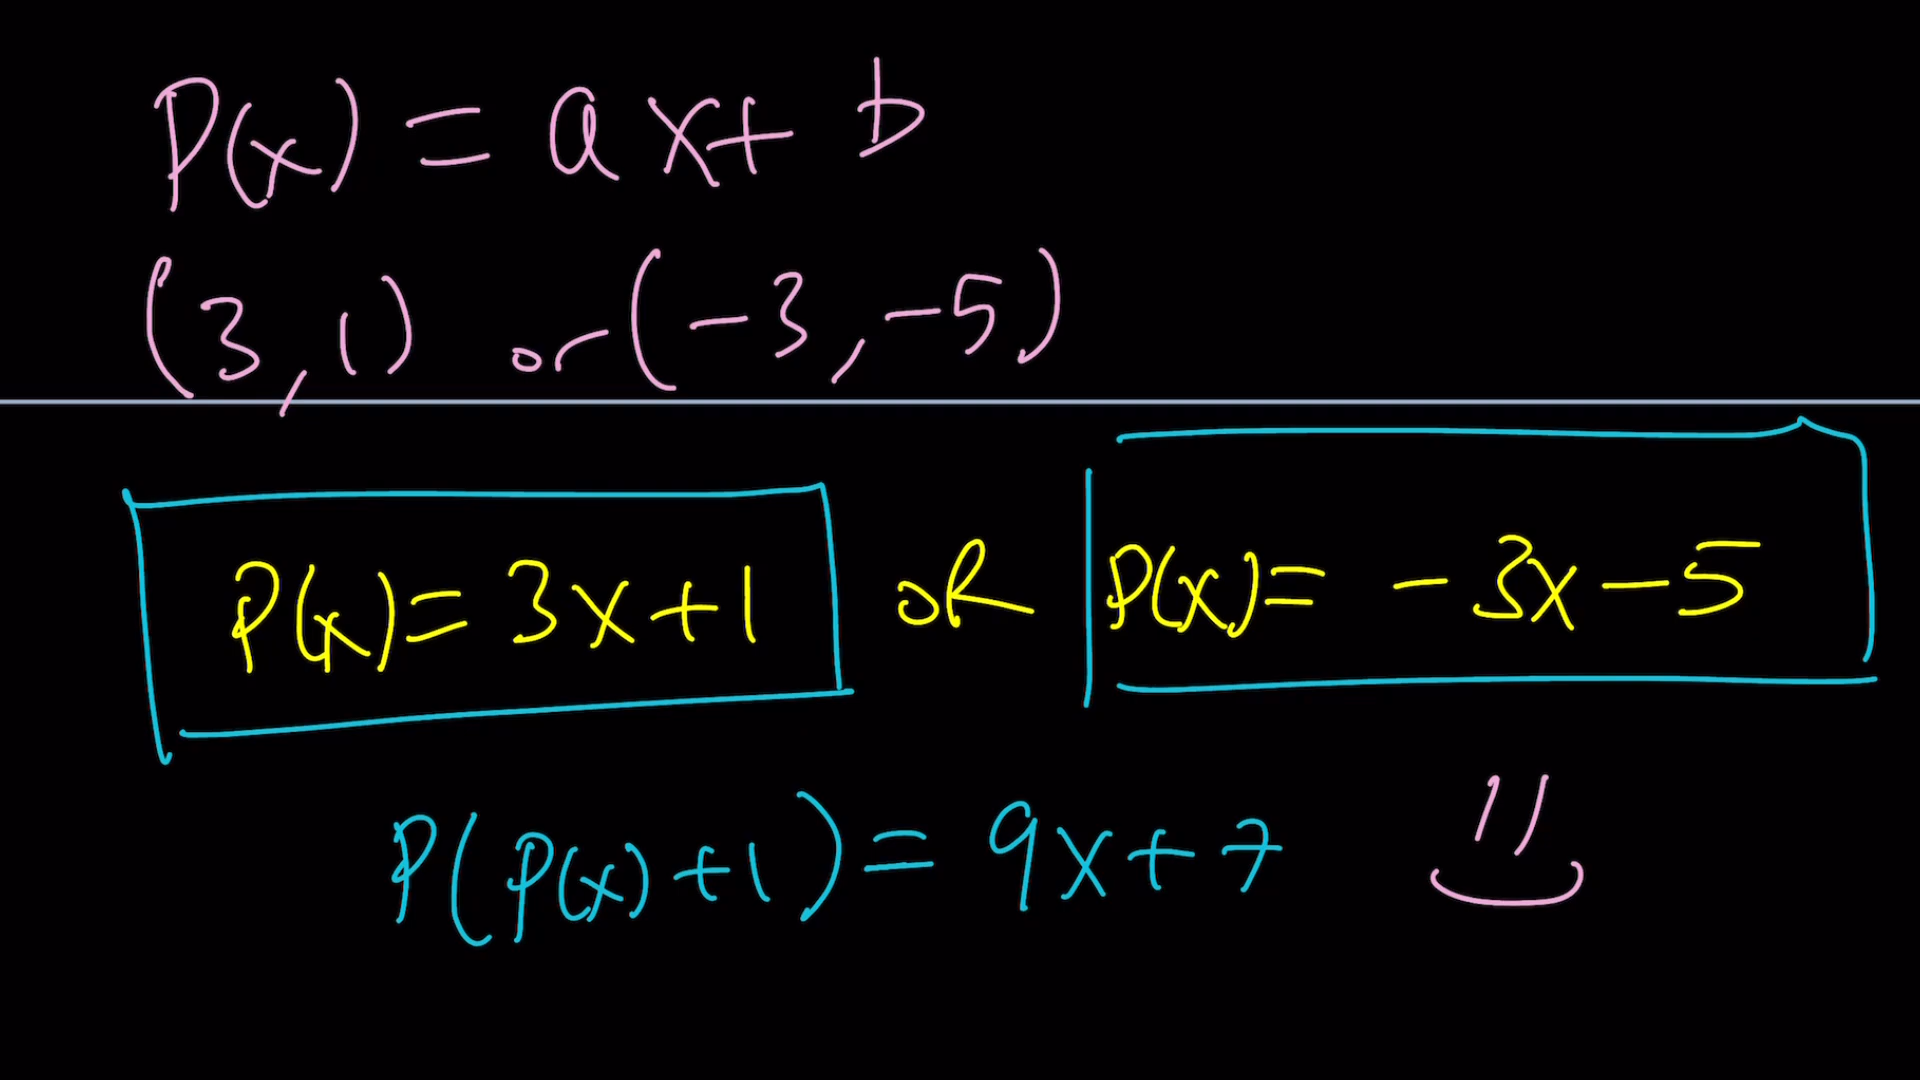 P(x) = ax + b
(3, 1) or (-3, -5)
P(x) = 3x + 1 OR P(x) = -3x - 5
P(P(x) + 1) = 9x + 7